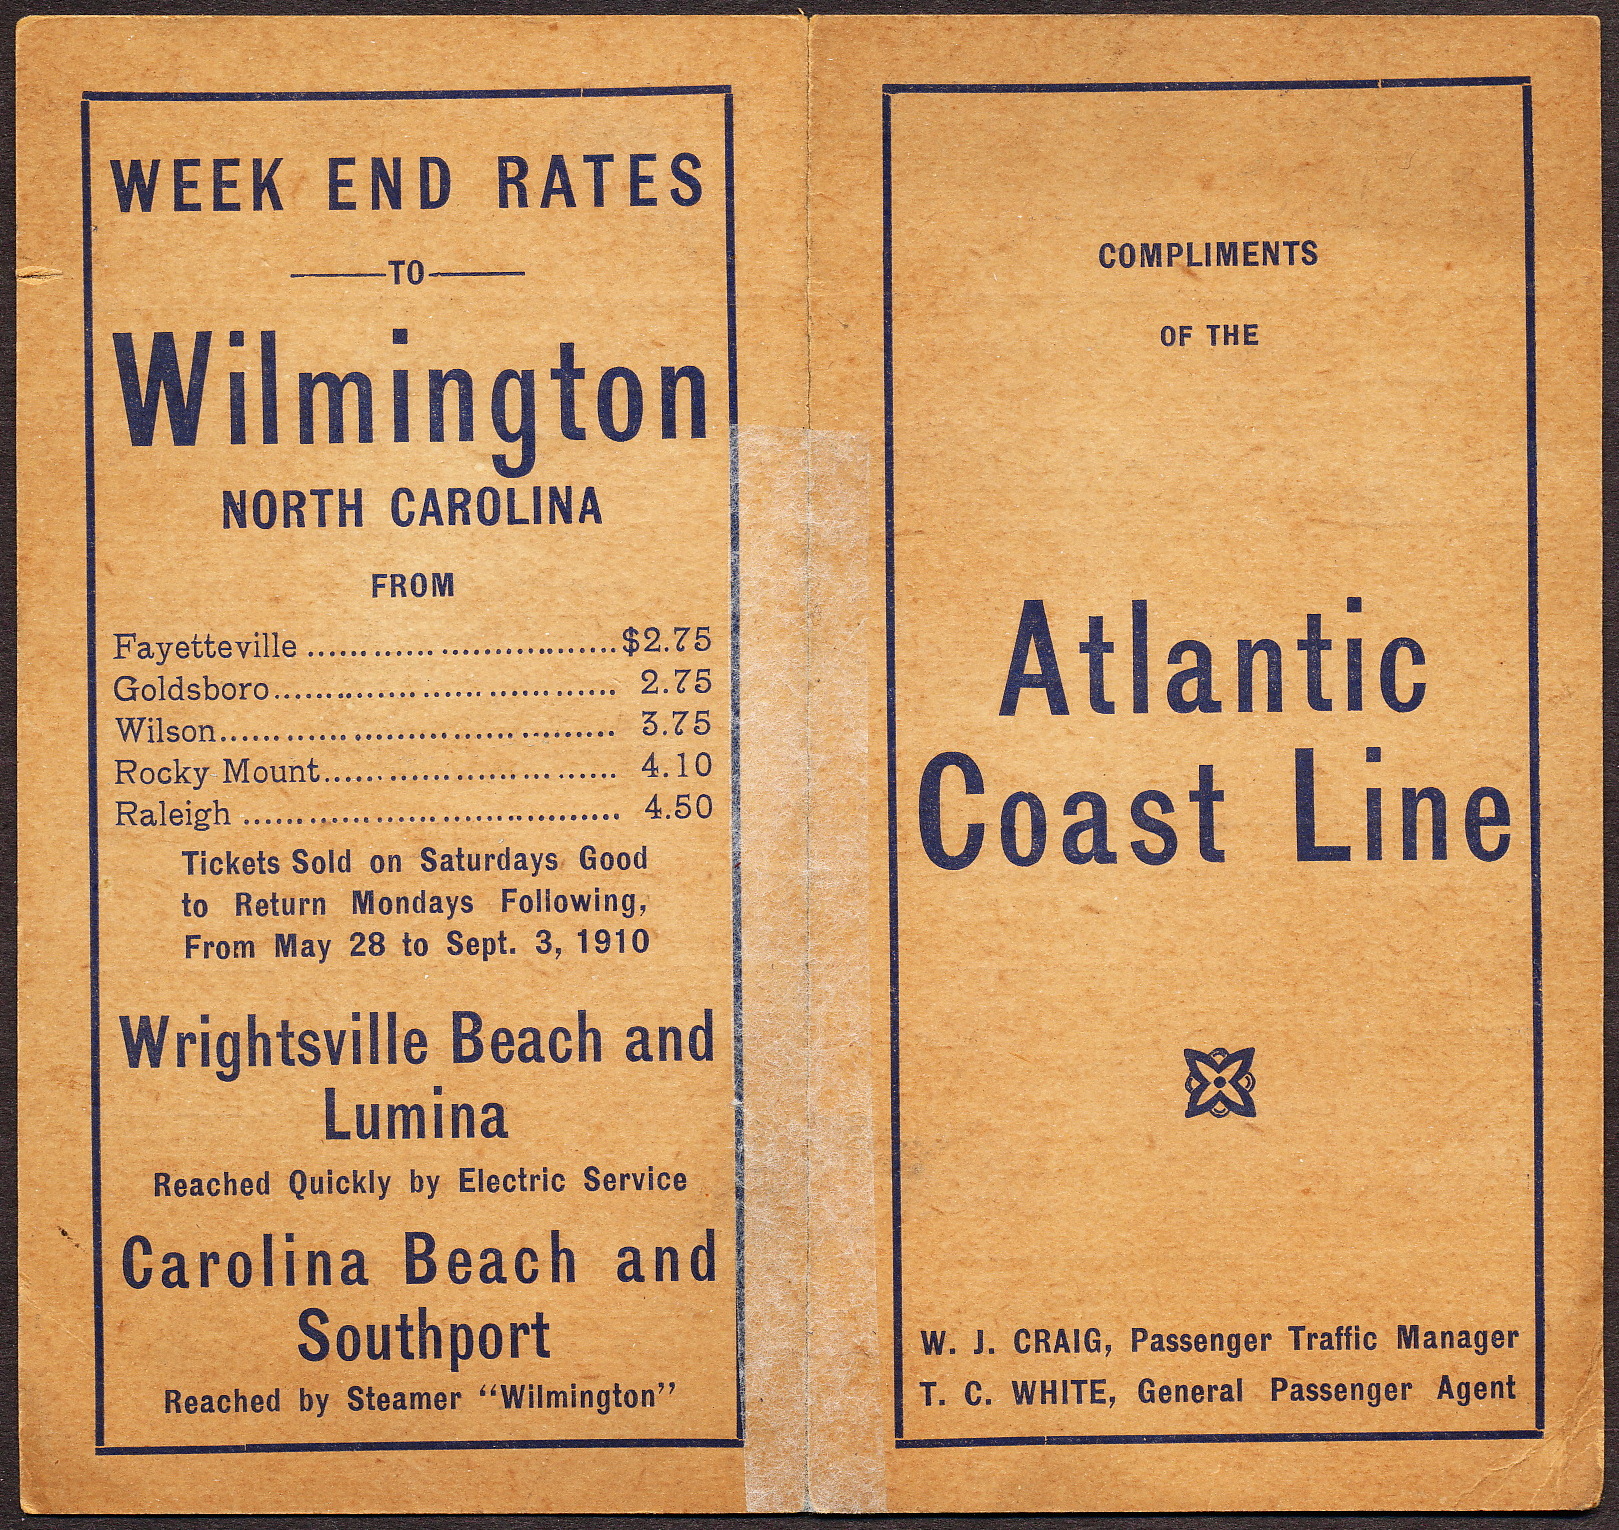 WEEK END RATES
TO
Wilmington
NORTH CAROLINA
FROM
Fayetteville ................................. $2.75
Goldsboro.................................... 2.75
Wilson.......................................... 3.75
Rocky Mount............................... 4.10
Raleigh ........................................ 4.50
Tickets Sold on Saturdays Good
to Return Mondays Following,
From May 28 to Sept. 3, 1910
Wrightsville Beach and
Lumina
Reached Quickly by Electric Service
Carolina Beach and
Southport
Reached by Steamer “Wilmington”
COMPLIMENTS
OF THE
Atlantic
Coast Line
W. J. CRAIG, Passenger Traffic Manager
T. C. WHITE, General Passenger Agent